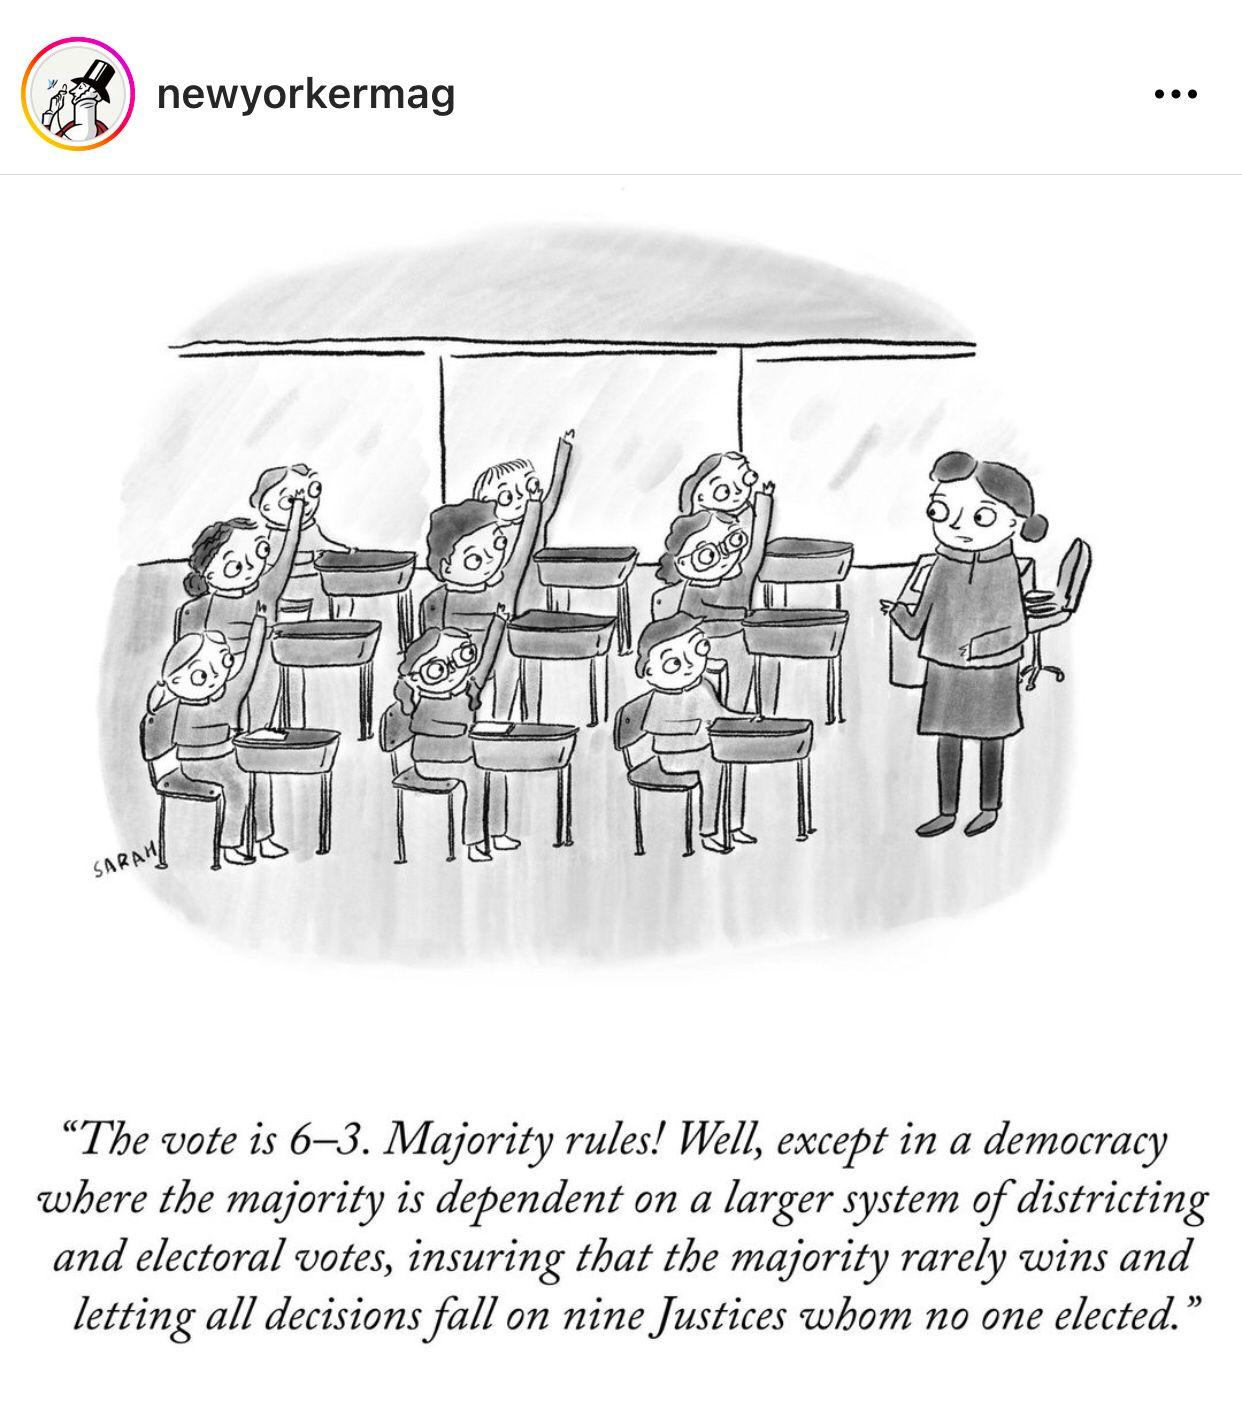 newyorkermag
SARAH
“The vote is 6–3. Majority rules! Well, except in a democracy
where the majority is dependent on a larger system of districting
and electoral votes, insuring that the majority rarely wins and
letting all decisions fall on nine Justices whom no one elected.”